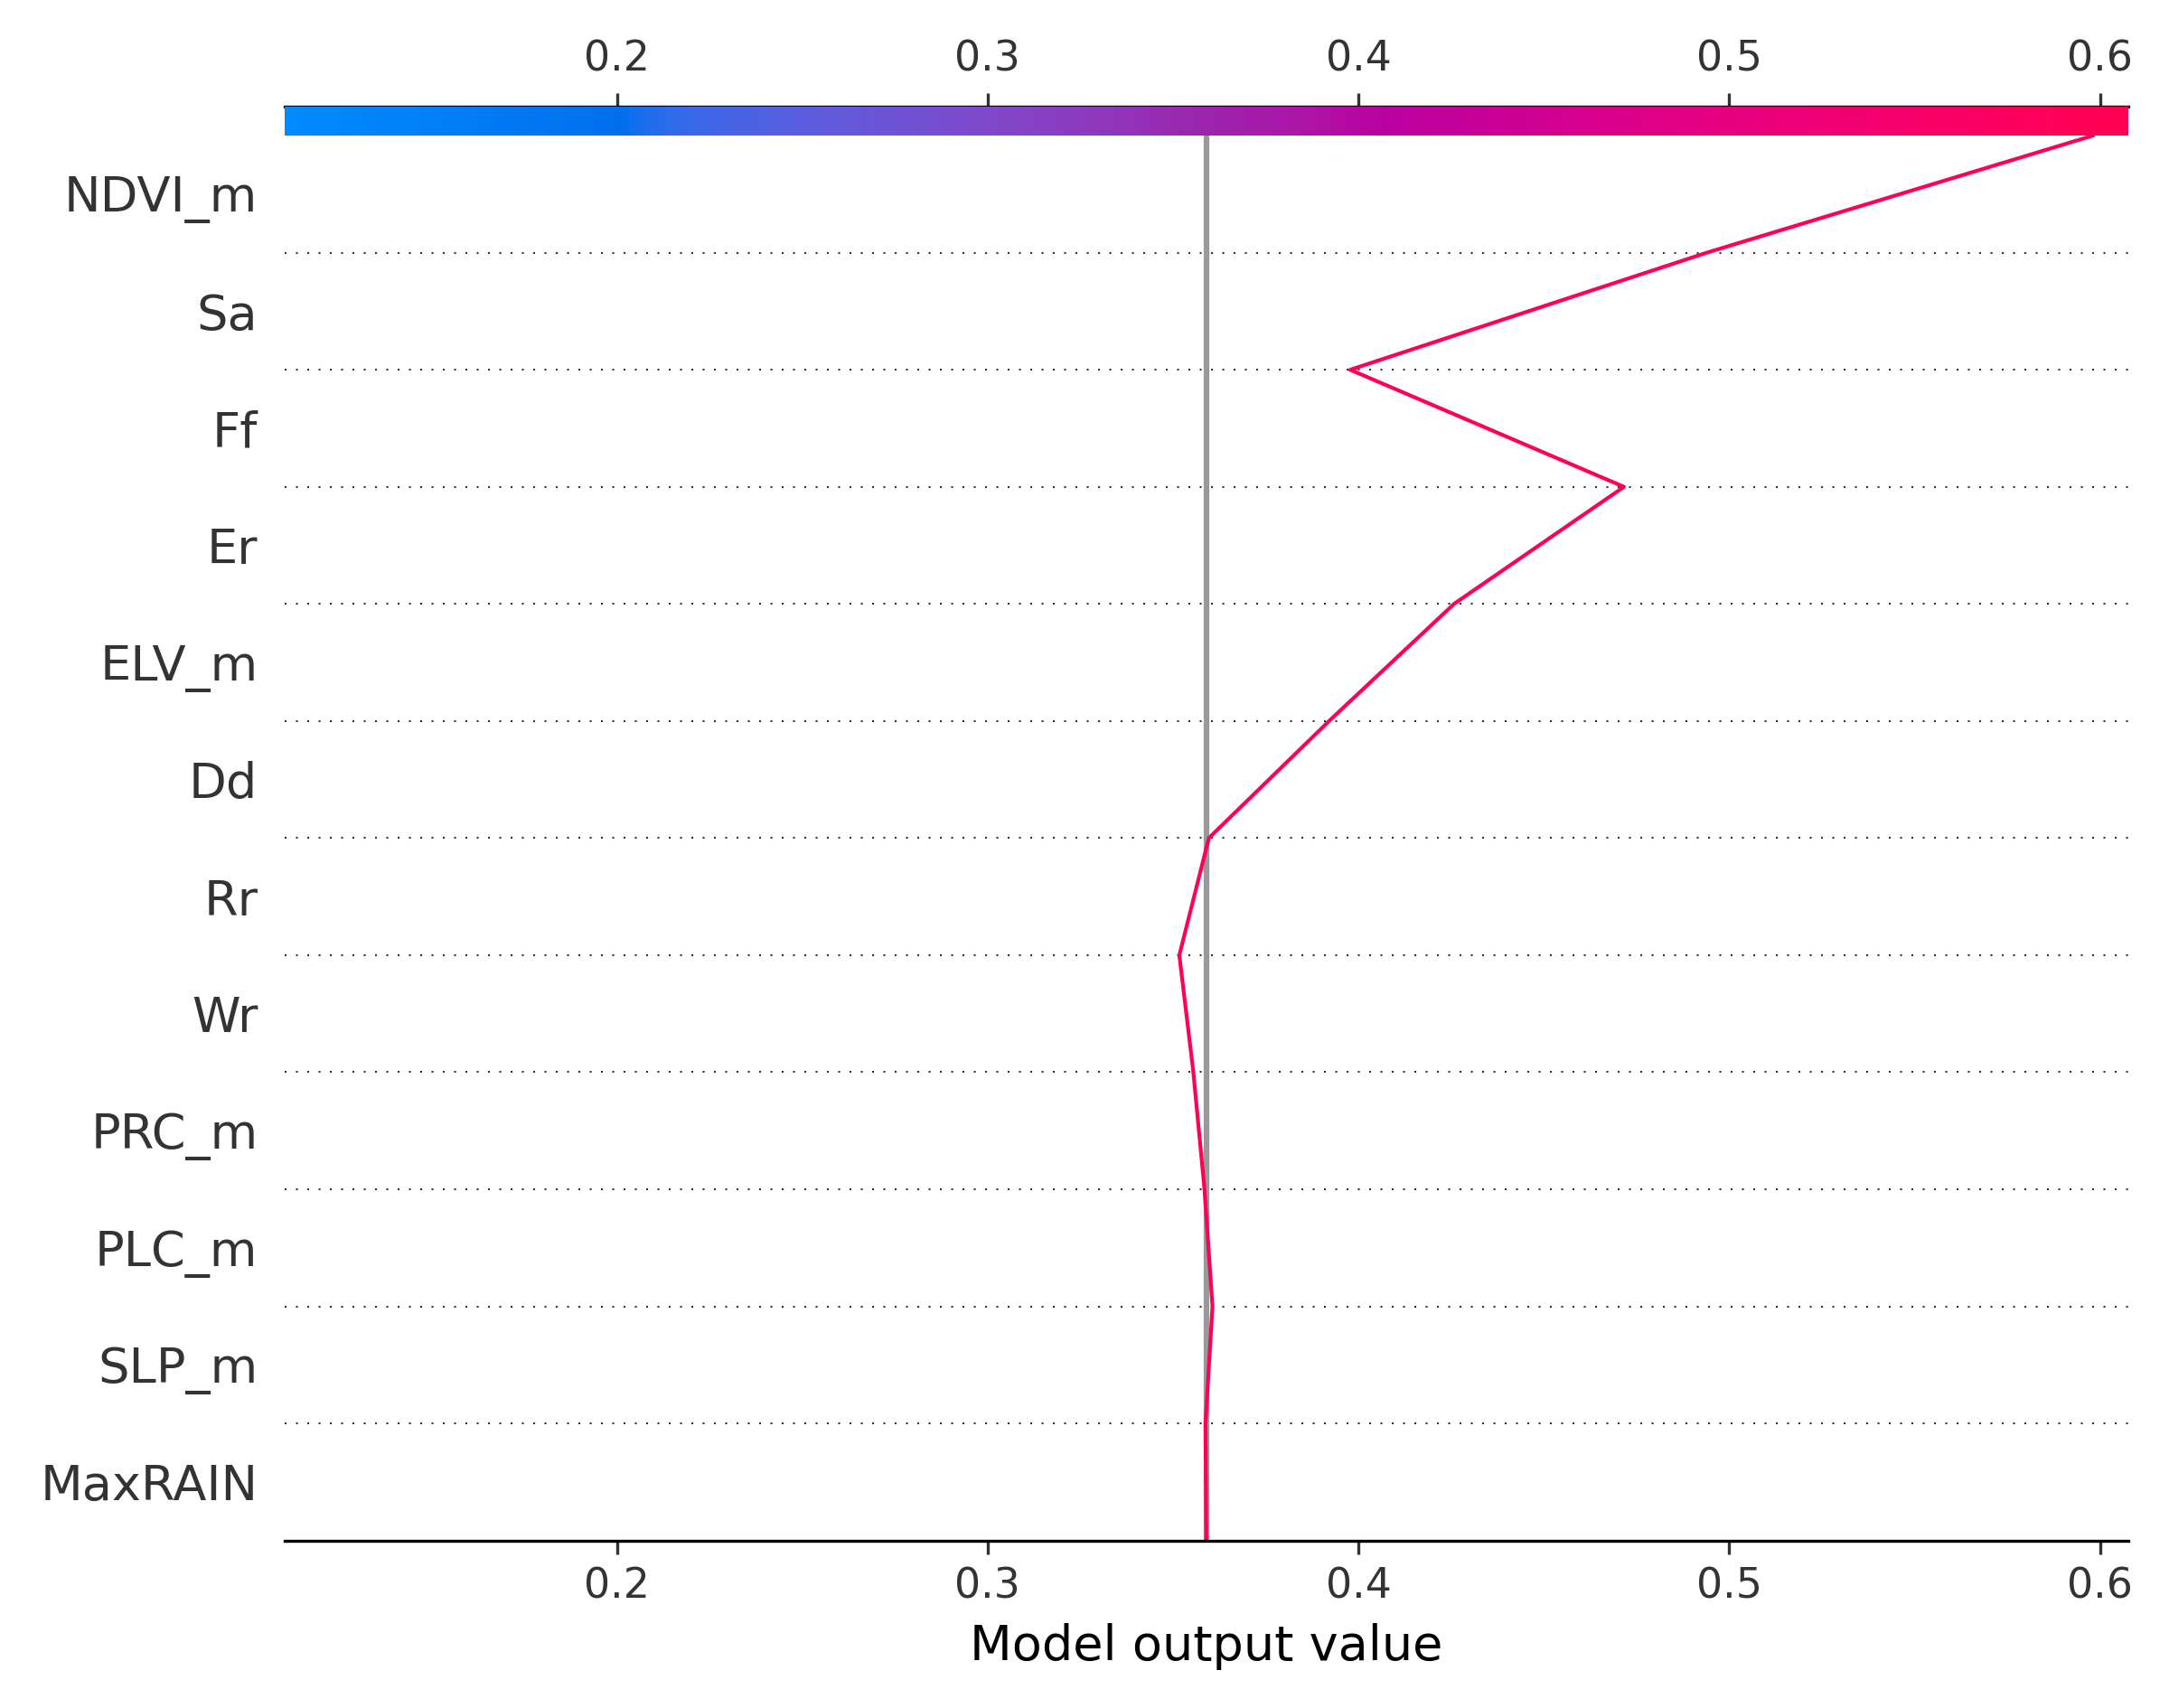 0.2 0.3 0.4 0.5 0.6
NDVI_m
Sa
Ff
Er
ELV_m
Dd
Rr
Wr
PRC_m
PLC_m
SLP_m
MaxRAIN
0.2 0.3 0.4 0.5 0.6
Model output value